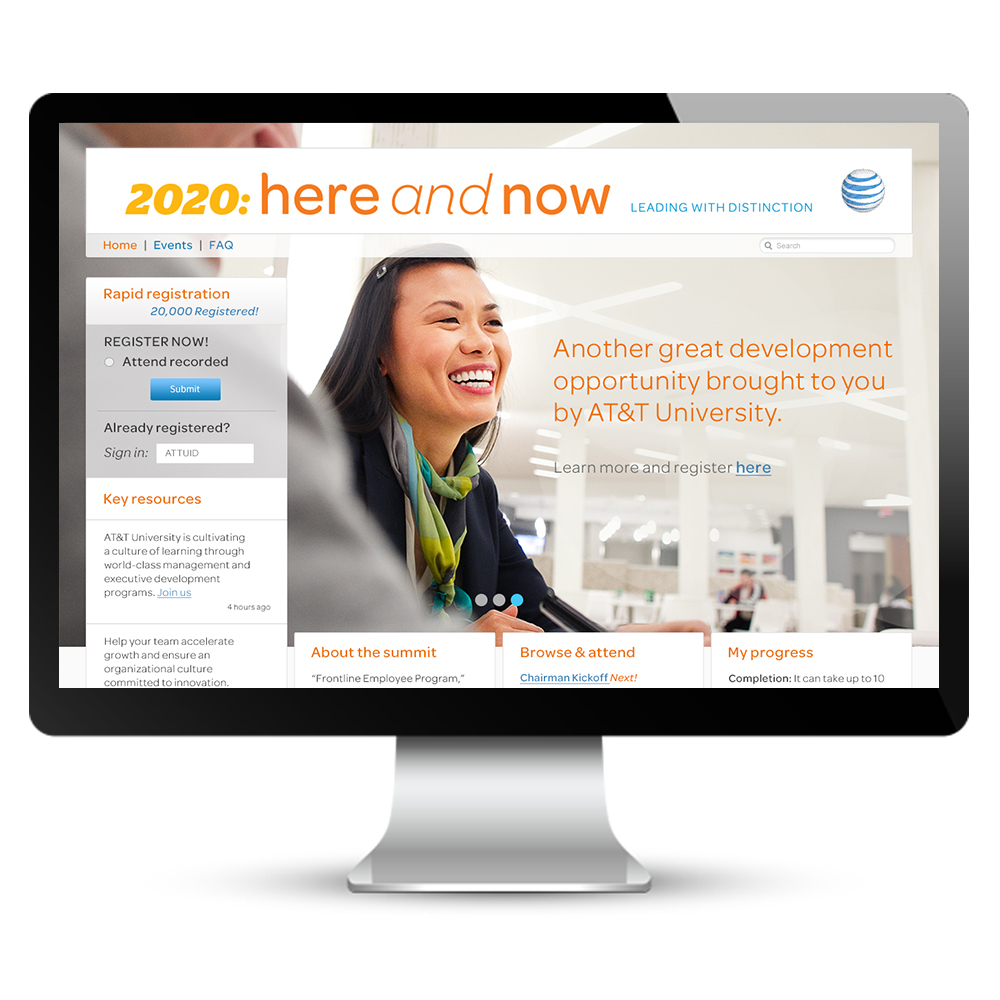 2020: here and now
LEADING WITH DISTINCTION
Home | Events | FAQ
Search
Rapid registration
20,000 Registered!
REGISTER NOW!
Attend recorded
Submit
Already registered?
Sign in: ATTUID
Key resources
AT&T University is cultivating
a culture of learning through
world-class management and
executive development
programs. Join us
4 hours ago
Help your team accelerate
growth and ensure an
organizational culture
committed to innovation.
Another great development
opportunity brought to you
by AT&T University.
Learn more and register here
About the summit
“Frontline Employee Program,”
Browse & attend
Chairman Kickoff Next!
My progress
Completion: It can take up to 10